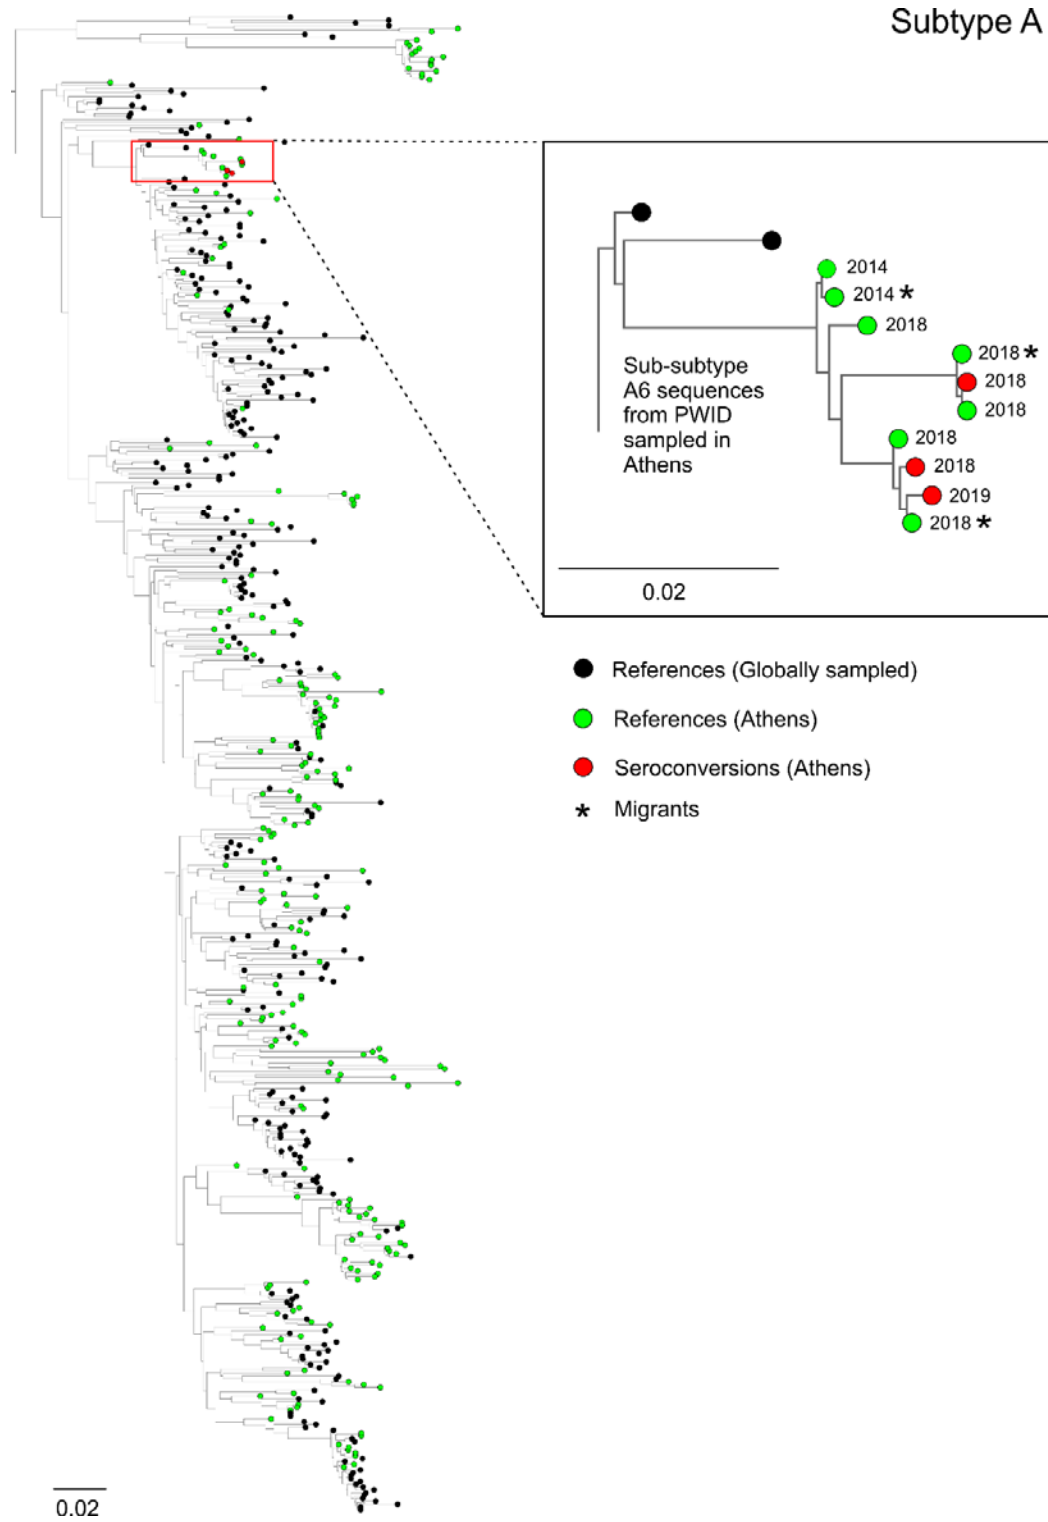 Subtype A
2014
2014 *
2018
2018 *
2018
2018
2018
2018
2019
2018 *
Sub-subtype
A6 sequences
from PWID
sampled in
Athens
0.02
References (Globally sampled)
References (Athens)
Seroconversions (Athens)
* Migrants
0.02